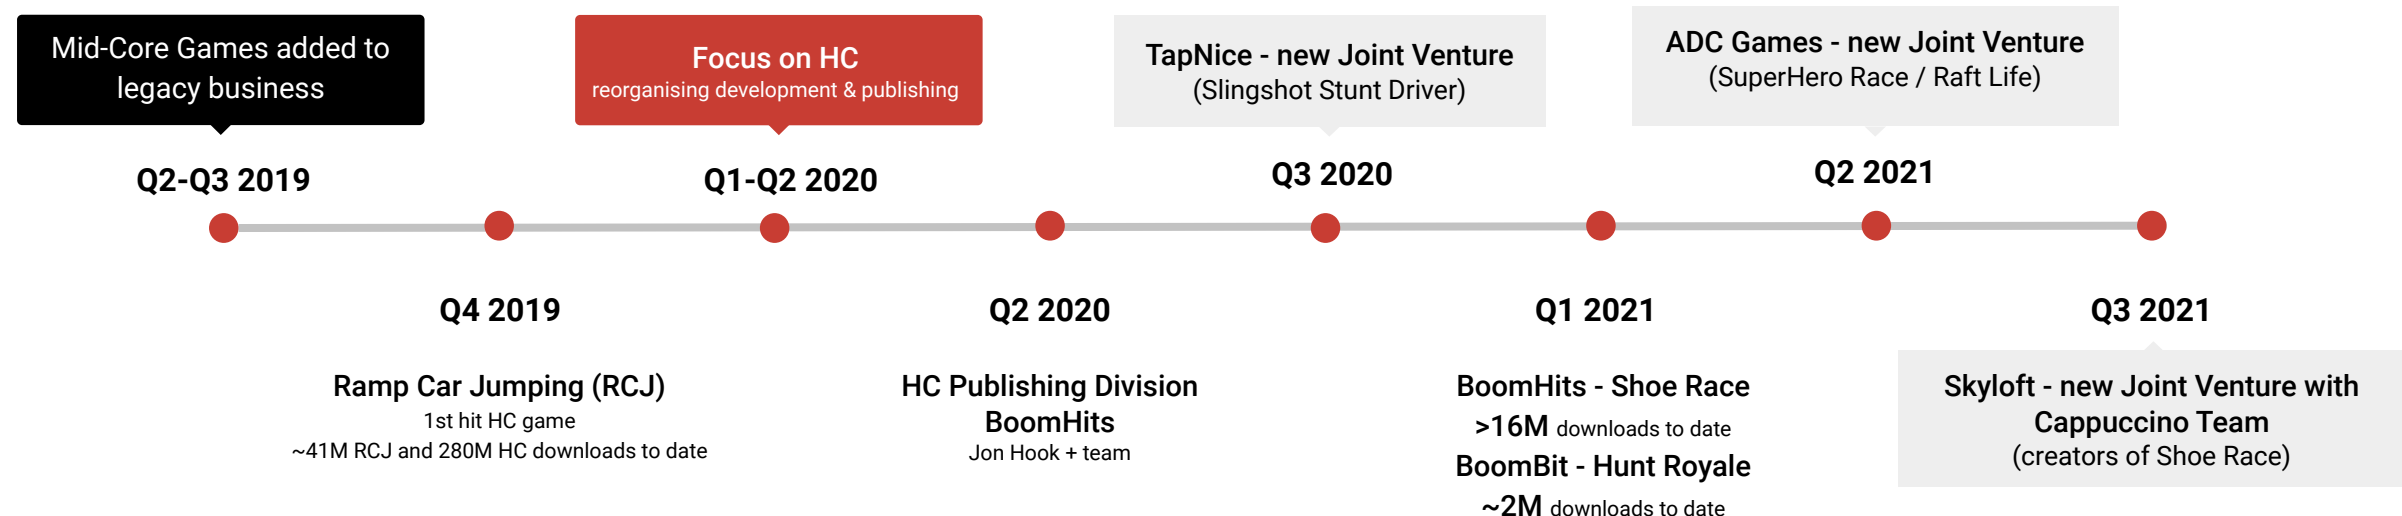 Mid-Core Games added to
legacy business
Q2-Q3 2019
Q4 2019
Ramp Car Jumping (RCJ)
1st hit HC game
~41M RCJ and 280M HC downloads to date
Focus on HC
reorganising development & publishing
Q1-Q2 2020
Q2 2020
HC Publishing Division
BoomHits
Jon Hook + team
TapNice - new Joint Venture
(Slingshot Stunt Driver)
Q3 2020
Q1 2021
BoomHits - Shoe Race
>16M downloads to date
BoomBit - Hunt Royale
~2M downloads to date
ADC Games - new Joint Venture
(SuperHero Race / Raft Life)
Q2 2021
Q3 2021
Skyloft - new Joint Venture with
Cappuccino Team
(creators of Shoe Race)